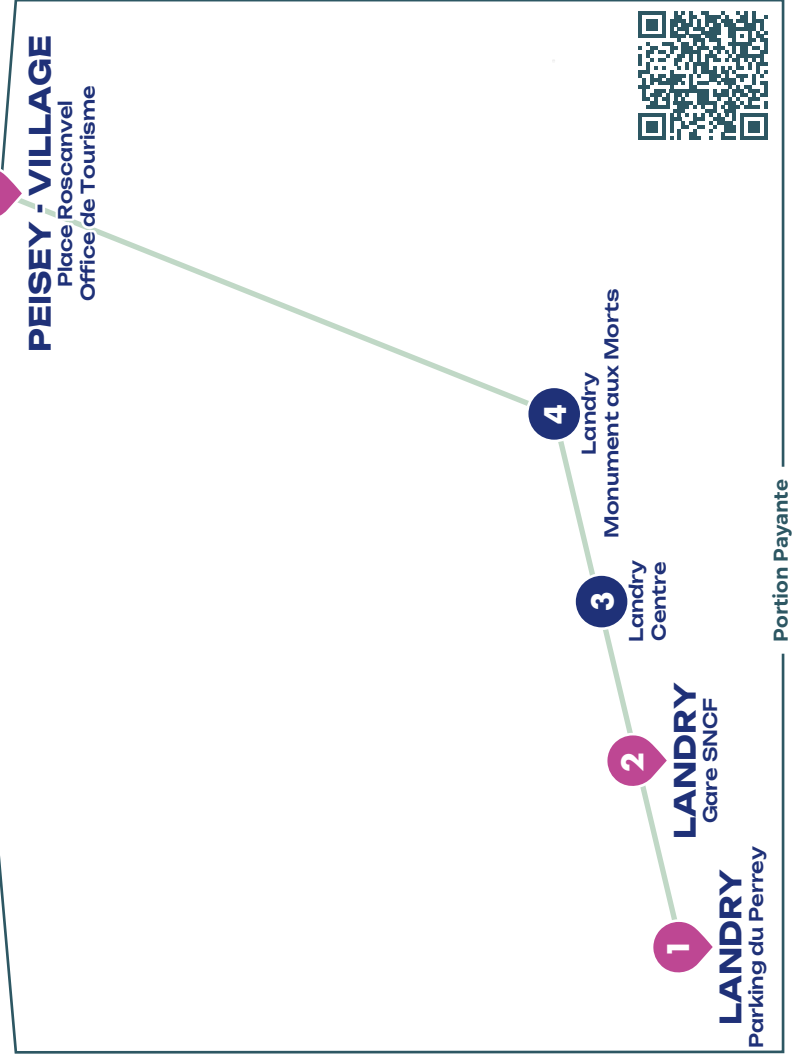 PEISEY - VILLAGE
Place Roscanvel
Office de Tourisme
4
Landry
Monument aux Morts
3
Landry
Centre
2
LANDRY
Gare SNCF
1
LANDRY
Parking du Perrey
Portion Payante